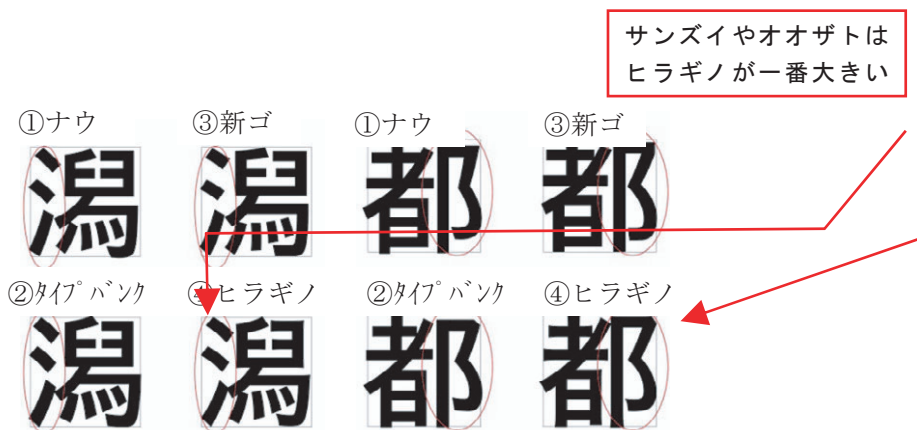 サンズイやオオザトは
ヒラギノが一番大きい
①ナウ ③新ゴ ①ナウ ③新ゴ
潟 潟 都 都
②ﾀｲﾌﾟﾊﾞﾝｸ ④ヒラギノ ②ﾀｲﾌﾟﾊﾞﾝｸ ④ヒラギノ
潟 潟 都 都